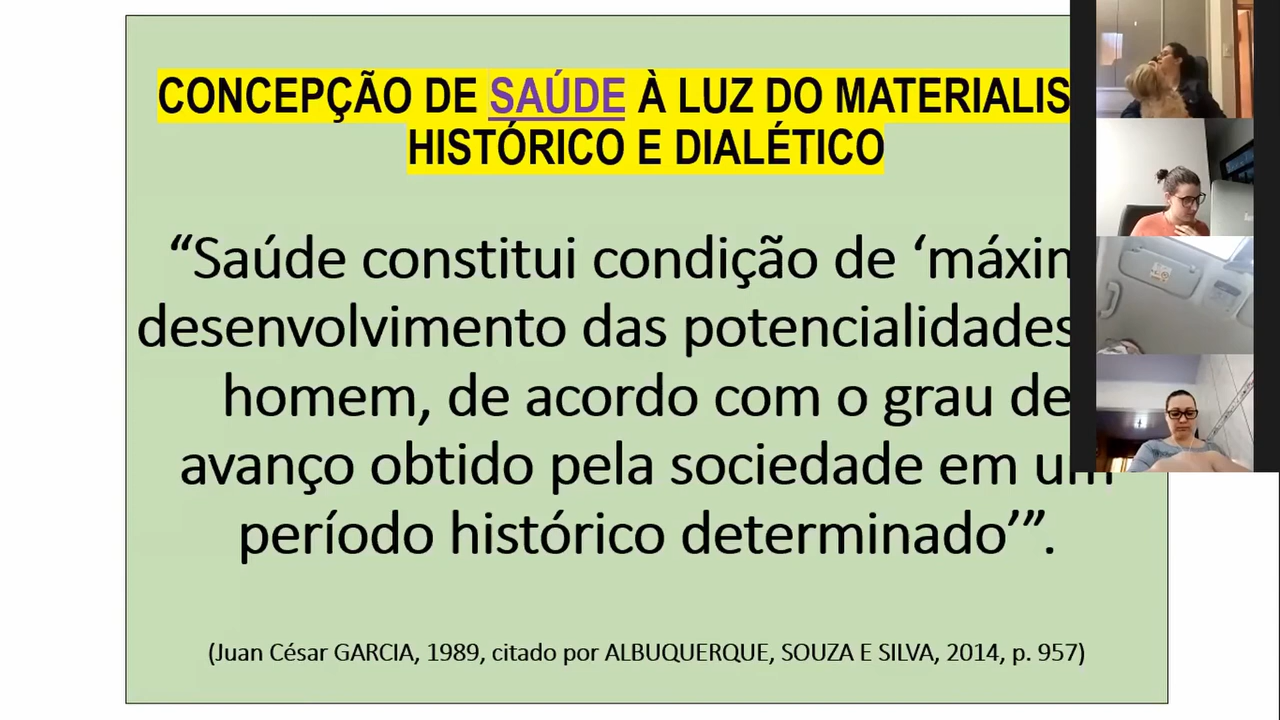 CONCEPÇÃO DE SAÚDE À LUZ DO MATERIALIS
HISTÓRICO E DIALÉTICO
“Saúde constitui condição de ‘máxim
desenvolvimento das potencialidades
homem, de acordo com o grau de
avanço obtido pela sociedade em um
período histórico determinado’”.
(Juan César GARCIA, 1989, citado por ALBUQUERQUE, SOUZA E SILVA, 2014, p. 957)